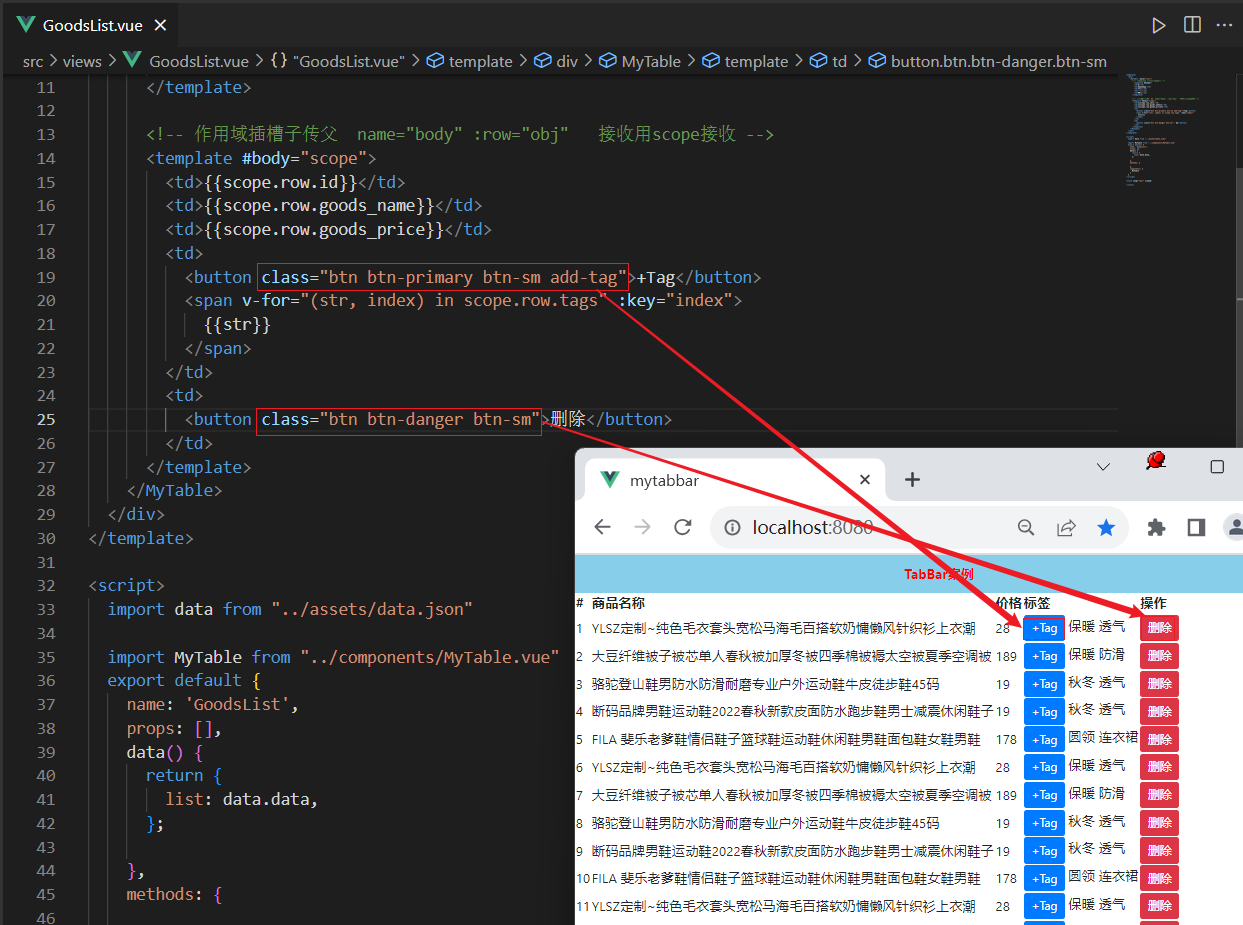 GoodsList.vue
src > views > GoodsList.vue > {} "GoodsList.vue" > template > div > MyTable > template > td > button.btn.btn-danger.btn-sm
11 </template>
12
13 <!-- 作用域插槽子传父  name="body" :row="obj"   接收用scope接收 -->
14 <template #body="scope">
15 <td>{{scope.row.id}}</td>
16 <td>{{scope.row.goods_name}}</td>
17 <td>{{scope.row.goods_price}}</td>
18 <td>
19 <button class="btn btn-primary btn-sm add-tag">+Tag</button>
20 <span v-for="(str, index) in scope.row.tags" :key="index">
21 {{str}}
22 </span>
23 </td>
24 <td>
25 <button class="btn btn-danger btn-sm">删除</button>
26 </td>
27 </template>
28 </MyTable>
29 </div>
30 </template>
31
32 <script>
33 import data from "../assets/data.json"
34
35 import MyTable from "../components/MyTable.vue"
36 export default {
37 name: 'GoodsList',
38 props: [],
39 data() {
40 return {
41 list: data.data,
42 };
43
44 },
45 methods: {
46
mytabbar
localhost:8080
TabBar案例
# 商品名称 价格 标签 操作
1 YLSZ定制~纯色毛衣套头宽松马海毛百搭软奶慵懒风针织衫上衣潮 28 +Tag 保暖 透气 删除
2 大豆纤维被子被芯单人春秋被加厚冬被四季棉被褥太空被夏季空调被 189 +Tag 保暖 防滑 删除
3 骆驼登山鞋男防水防滑耐磨专业户外运动鞋牛皮徒步鞋45码 19 +Tag 秋冬 透气 删除
4 断码品牌男鞋运动鞋2022春秋新款皮面防水跑步鞋男士减震休闲鞋子 19 +Tag 秋冬 透气 删除
5 FILA 斐乐老爹鞋情侣鞋子篮球鞋运动鞋休闲鞋男鞋面包鞋女鞋男鞋 178 +Tag 圆领 连衣裙 删除
6 YLSZ定制~纯色毛衣套头宽松马海毛百搭软奶慵懒风针织衫上衣潮 28 +Tag 保暖 透气 删除
7 大豆纤维被子被芯单人春秋被加厚冬被四季棉被褥太空被夏季空调被 189 +Tag 保暖 防滑 删除
8 骆驼登山鞋男防水防滑耐磨专业户外运动鞋牛皮徒步鞋45码 19 +Tag 秋冬 透气 删除
9 断码品牌男鞋运动鞋2022春秋新款皮面防水跑步鞋男士减震休闲鞋子 19 +Tag 秋冬 透气 删除
10 FILA 斐乐老爹鞋情侣鞋子篮球鞋运动鞋休闲鞋男鞋面包鞋女鞋男鞋 178 +Tag 圆领 连衣裙 删除
11 YLSZ定制~纯色毛衣套头宽松马海毛百搭软奶慵懒风针织衫上衣潮 28 +Tag 保暖 透气 删除